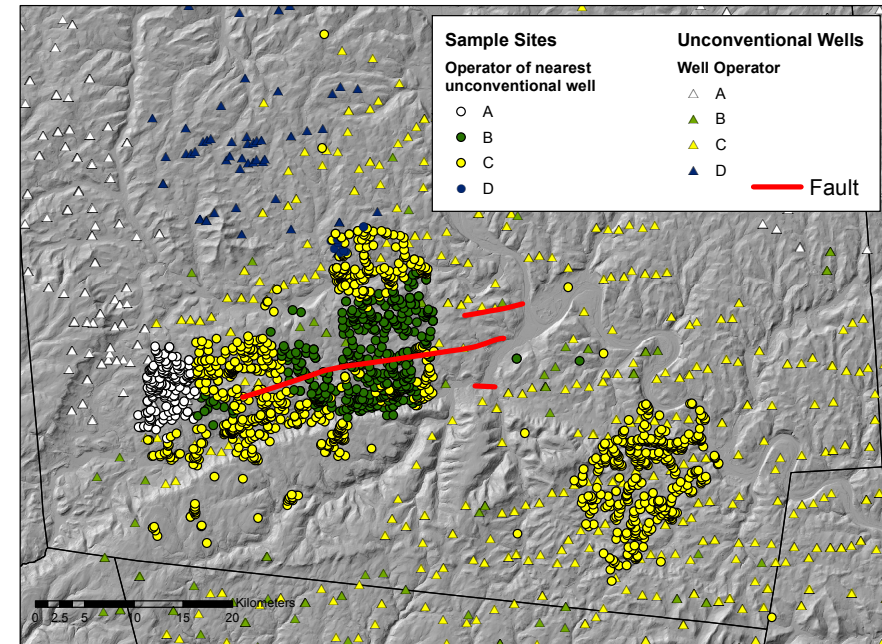 Sample Sites
Operator of nearest
unconventional well
A
B
C
D
Unconventional Wells
Well Operator
A
B
C
D
Fault
Kilometers
0 2.5 5 10 15 20